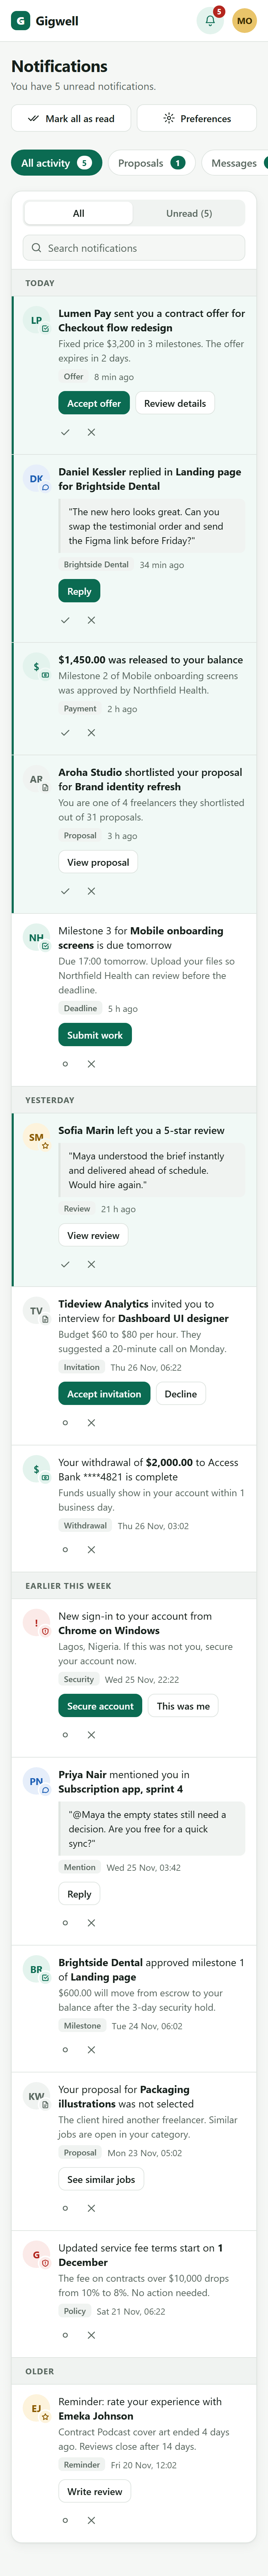 G Gigwell 5 MO
Notifications
You have 5 unread notifications.
Mark all as read Preferences
All activity 5 Proposals 1 Messages
All Unread (5)
Search notifications
TODAY
LP Lumen Pay sent you a contract offer for
Checkout flow redesign
Fixed price $3,200 in 3 milestones. The offer
expires in 2 days.
Offer 8 min ago
Accept offer Review details
DK Daniel Kessler replied in Landing page
for Brightside Dental
"The new hero looks great. Can you
swap the testimonial order and send
the Figma link before Friday?"
Brightside Dental 34 min ago
Reply
$ $1,450.00 was released to your balance
Milestone 2 of Mobile onboarding screens
was approved by Northfield Health.
Payment 2 h ago
AR Aroha Studio shortlisted your proposal
for Brand identity refresh
You are one of 4 freelancers they shortlisted
out of 31 proposals.
Proposal 3 h ago
View proposal
NH Milestone 3 for Mobile onboarding
screens is due tomorrow
Due 17:00 tomorrow. Upload your files so
Northfield Health can review before the
deadline.
Deadline 5 h ago
Submit work
YESTERDAY
SM Sofia Marin left you a 5-star review
"Maya understood the brief instantly
and delivered ahead of schedule.
Would hire again."
Review 21 h ago
View review
TV Tideview Analytics invited you to
interview for Dashboard UI designer
Budget $60 to $80 per hour. They
suggested a 20-minute call on Monday.
Invitation Thu 26 Nov, 06:22
Accept invitation Decline
$ Your withdrawal of $2,000.00 to Access
Bank ****4821 is complete
Funds usually show in your account within 1
business day.
Withdrawal Thu 26 Nov, 03:02
EARLIER THIS WEEK
! New sign-in to your account from
Chrome on Windows
Lagos, Nigeria. If this was not you, secure
your account now.
Security Wed 25 Nov, 22:22
Secure account This was me
PN Priya Nair mentioned you in
Subscription app, sprint 4
"@Maya the empty states still need a
decision. Are you free for a quick
sync?"
Mention Wed 25 Nov, 03:42
Reply
BR Brightside Dental approved milestone 1
of Landing page
$600.00 will move from escrow to your
balance after the 3-day security hold.
Milestone Tue 24 Nov, 06:02
KW Your proposal for Packaging
illustrations was not selected
The client hired another freelancer. Similar
jobs are open in your category.
Proposal Mon 23 Nov, 05:02
See similar jobs
G Updated service fee terms start on 1
December
The fee on contracts over $10,000 drops
from 10% to 8%. No action needed.
Policy Sat 21 Nov, 06:22
OLDER
EJ Reminder: rate your experience with
Emeka Johnson
Contract Podcast cover art ended 4 days
ago. Reviews close after 14 days.
Reminder Fri 20 Nov, 12:02
Write review